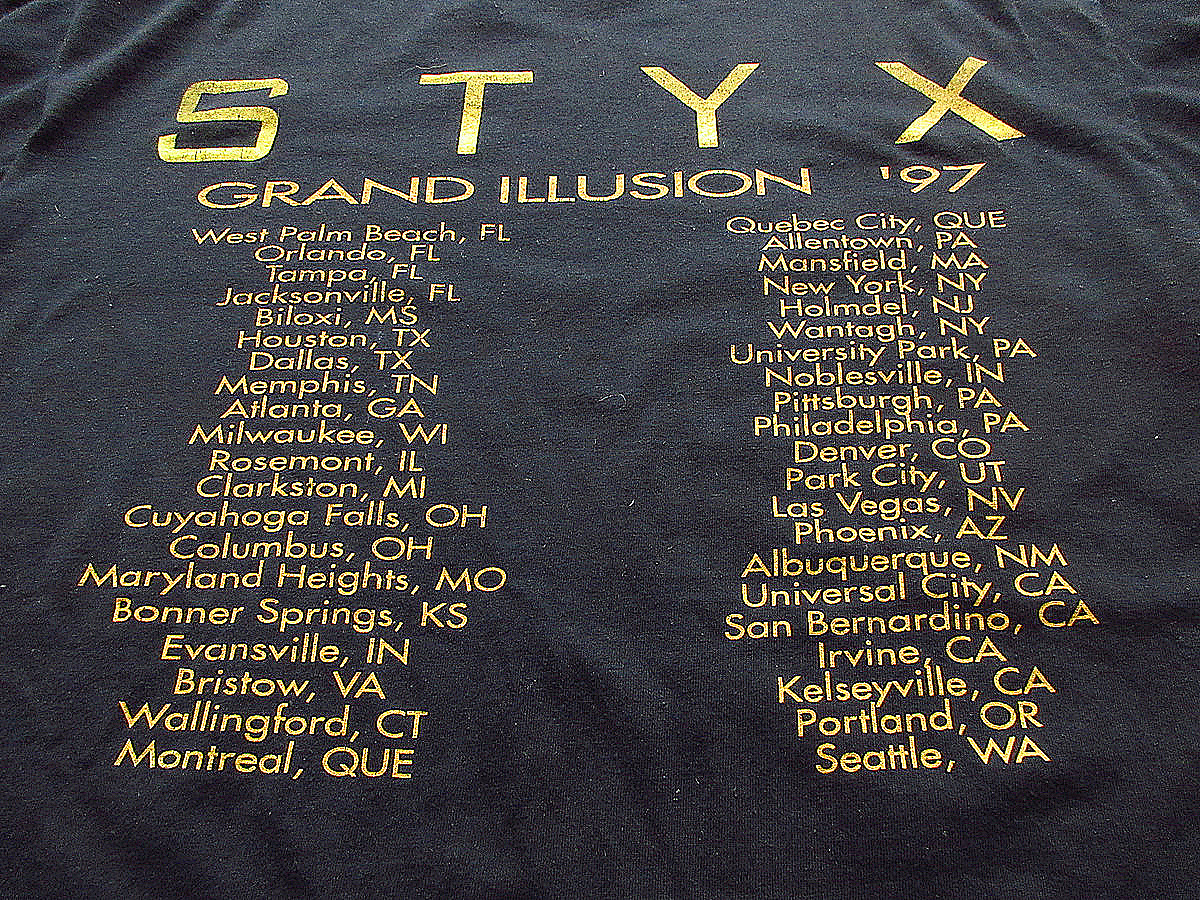 STYX
GRAND ILLUSION '97
West Palm Beach, FL
Orlando, FL
Tampa, FL
Jacksonville, FL
Biloxi, MS
Houston, TX
Dallas, TX
Memphis, TN
Atlanta, GA
Milwaukee, WI
Rosemont, IL
Clarkston, MI
Cuyahoga Falls, OH
Columbus, OH
Maryland Heights, MO
Bonner Springs, KS
Evansville, IN
Bristow, VA
Wallingford, CT
Montreal, QUE
Quebec City, QUE
Allentown, PA
Mansfield, MA
New York, NY
Holmdel, NJ
Wantagh, NY
University Park, PA
Noblesville, IN
Pittsburgh, PA
Philadelphia, PA
Denver, CO
Park City, UT
Las Vegas, NV
Phoenix, AZ
Albuquerque, NM
Universal City, CA
San Bernardino, CA
Irvine, CA
Kelseyville, CA
Portland, OR
Seattle, WA